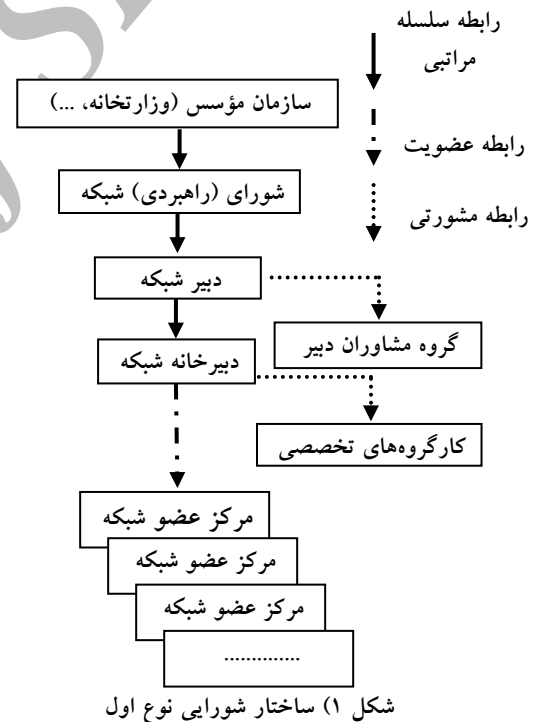 رابطه سلسله
مراتبی
سازمان مؤسس (وزارتخانه، ...)
رابطه عضویت
شورای (راهبردی) شبکه
رابطه مشورتی
دبیر شبکه
گروه مشاوران دبیر
دبیرخانه شبکه
کارگروه‌های تخصصی
مرکز عضو شبکه
مرکز عضو شبکه
مرکز عضو شبکه
..............
شکل ۱) ساختار شورایی نوع اول